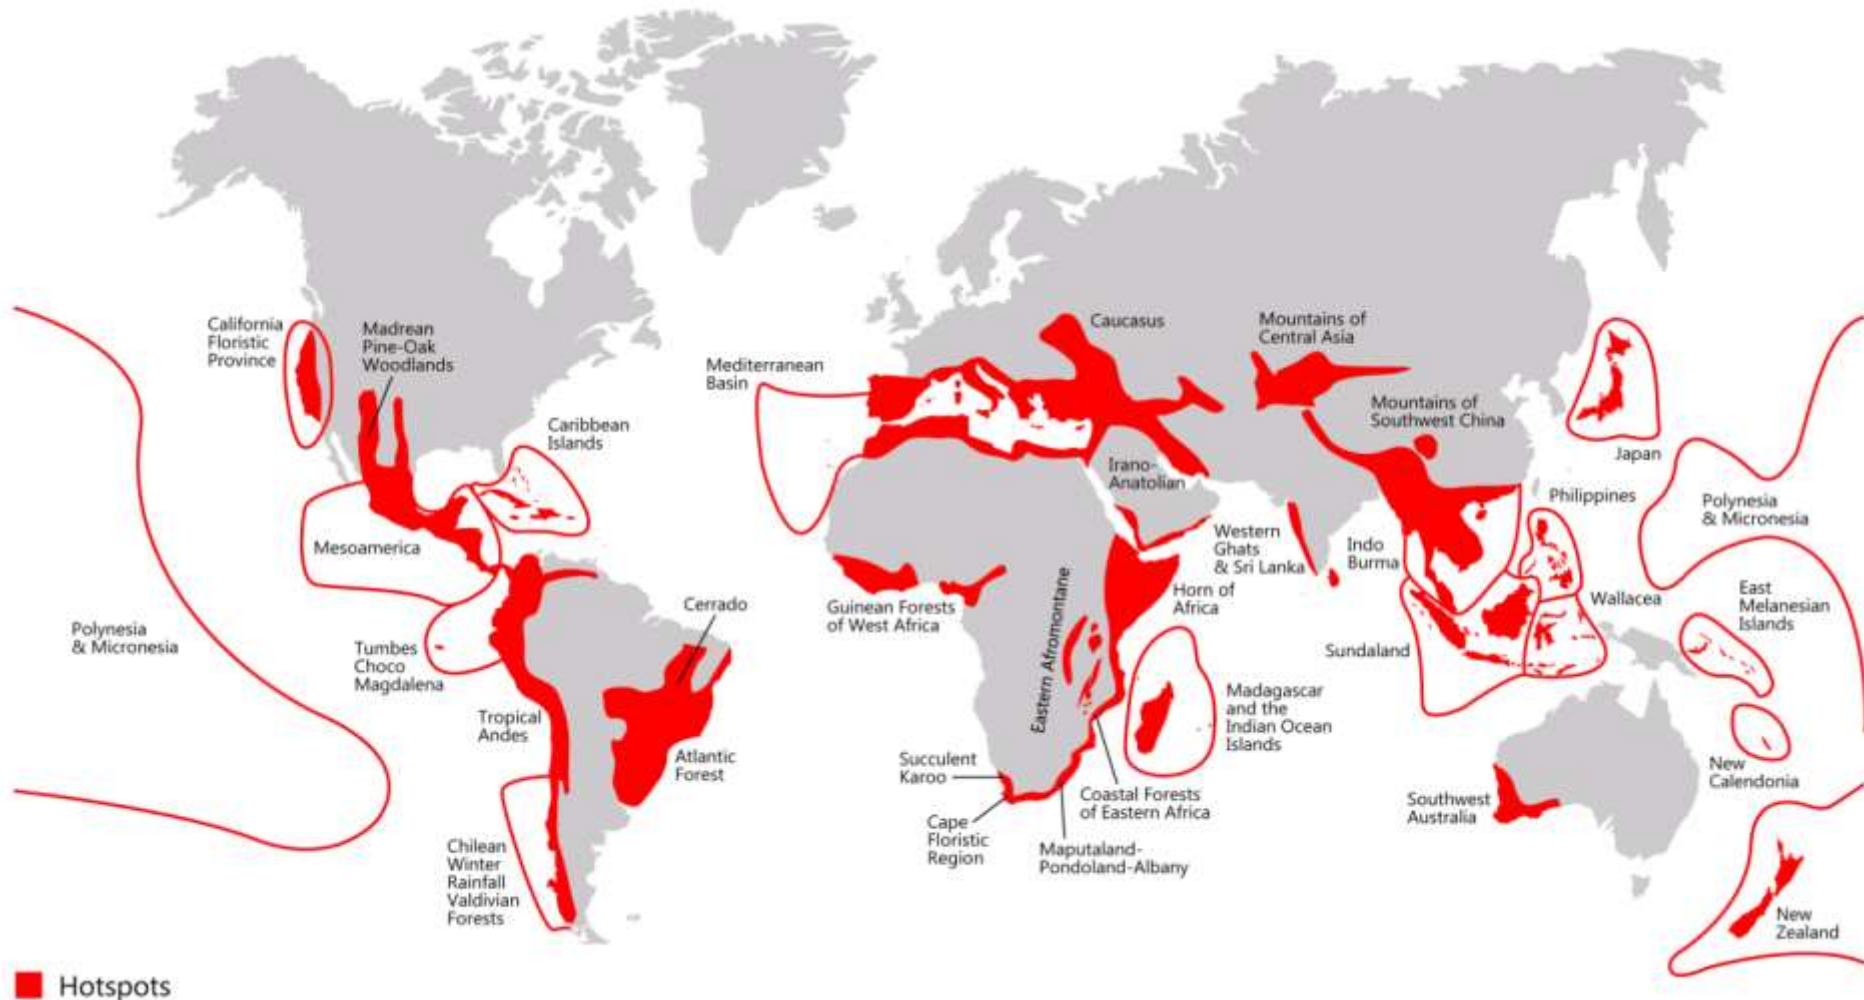 California
Floristic
Province
Madrean
Pine-Oak
Woodlands
Caribbean
Islands
Mesoamerica
Polynesia
& Micronesia
Tumbes
Choco
Magdalena
Cerrado
Tropical
Andes
Atlantic
Forest
Chilean
Winter
Rainfall
Valdivian
Forests
Mediterranean
Basin
Caucasus
Mountains of
Central Asia
Mountains of
Southwest China
Irano-
Anatolian
Japan
Philippines
Polynesia
& Micronesia
Western
Ghats
& Sri Lanka
Indo
Burma
Guinean Forests
of West Africa
Eastern Afromontane
Horn of
Africa
Wallacea
East
Melanesian
Islands
Sundaland
Madagascar
and the
Indian Ocean
Islands
Succulent
Karoo
Cape
Floristic
Region
Coastal Forests
of Eastern Africa
Maputaland-
Pondoland-Albany
Southwest
Australia
New
Calendonia
New
Zealand
Hotspots